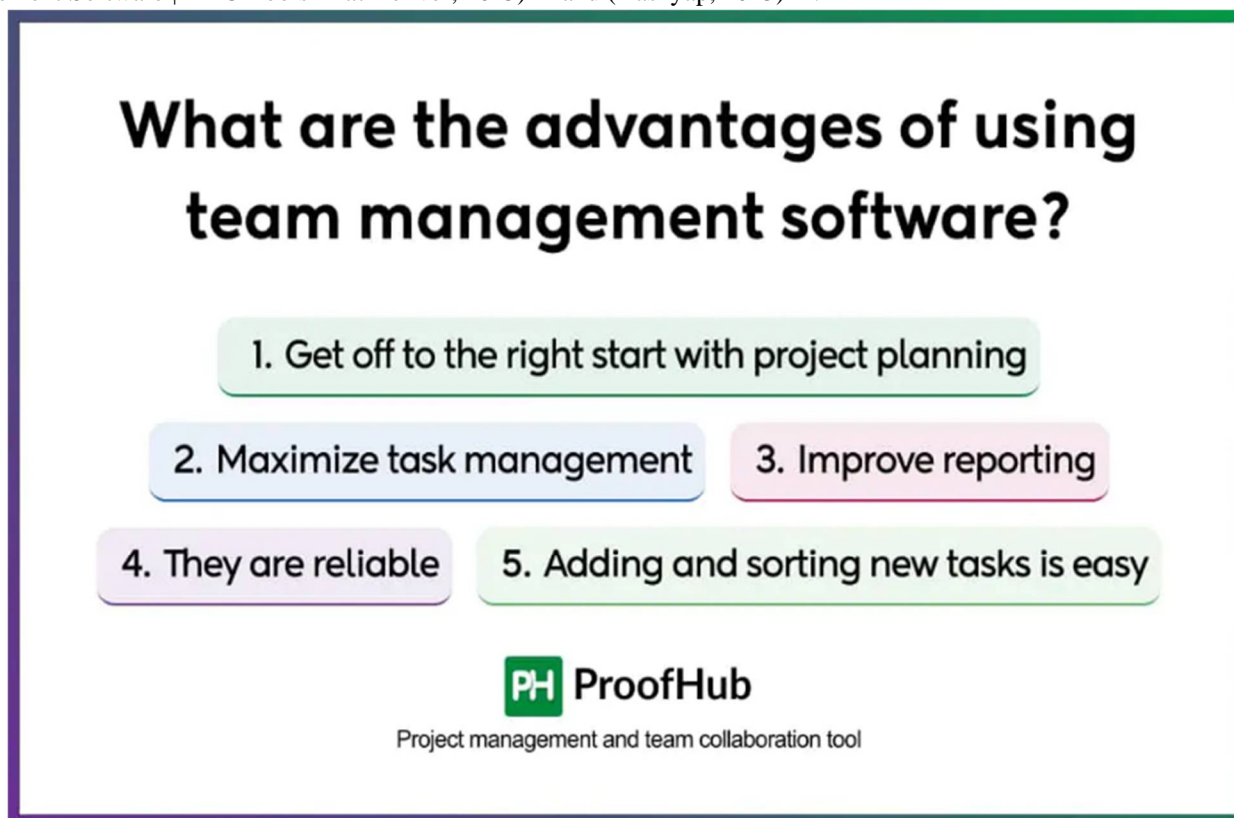 What are the advantages of using
team management software?
1. Get off to the right start with project planning
2. Maximize task management
3. Improve reporting
4. They are reliable
5. Adding and sorting new tasks is easy
PH ProofHub
Project management and team collaboration tool